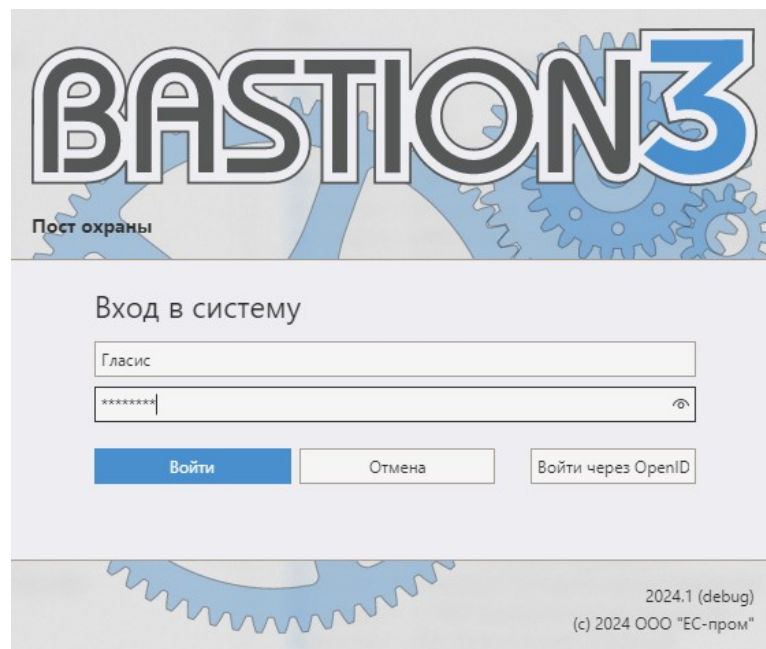 BASTION3
Пост охраны
Вход в систему
Гласис
********
Войти
Отмена
Войти через OpenID
2024.1 (debug)
(c) 2024 ООО "ЕС-пром"